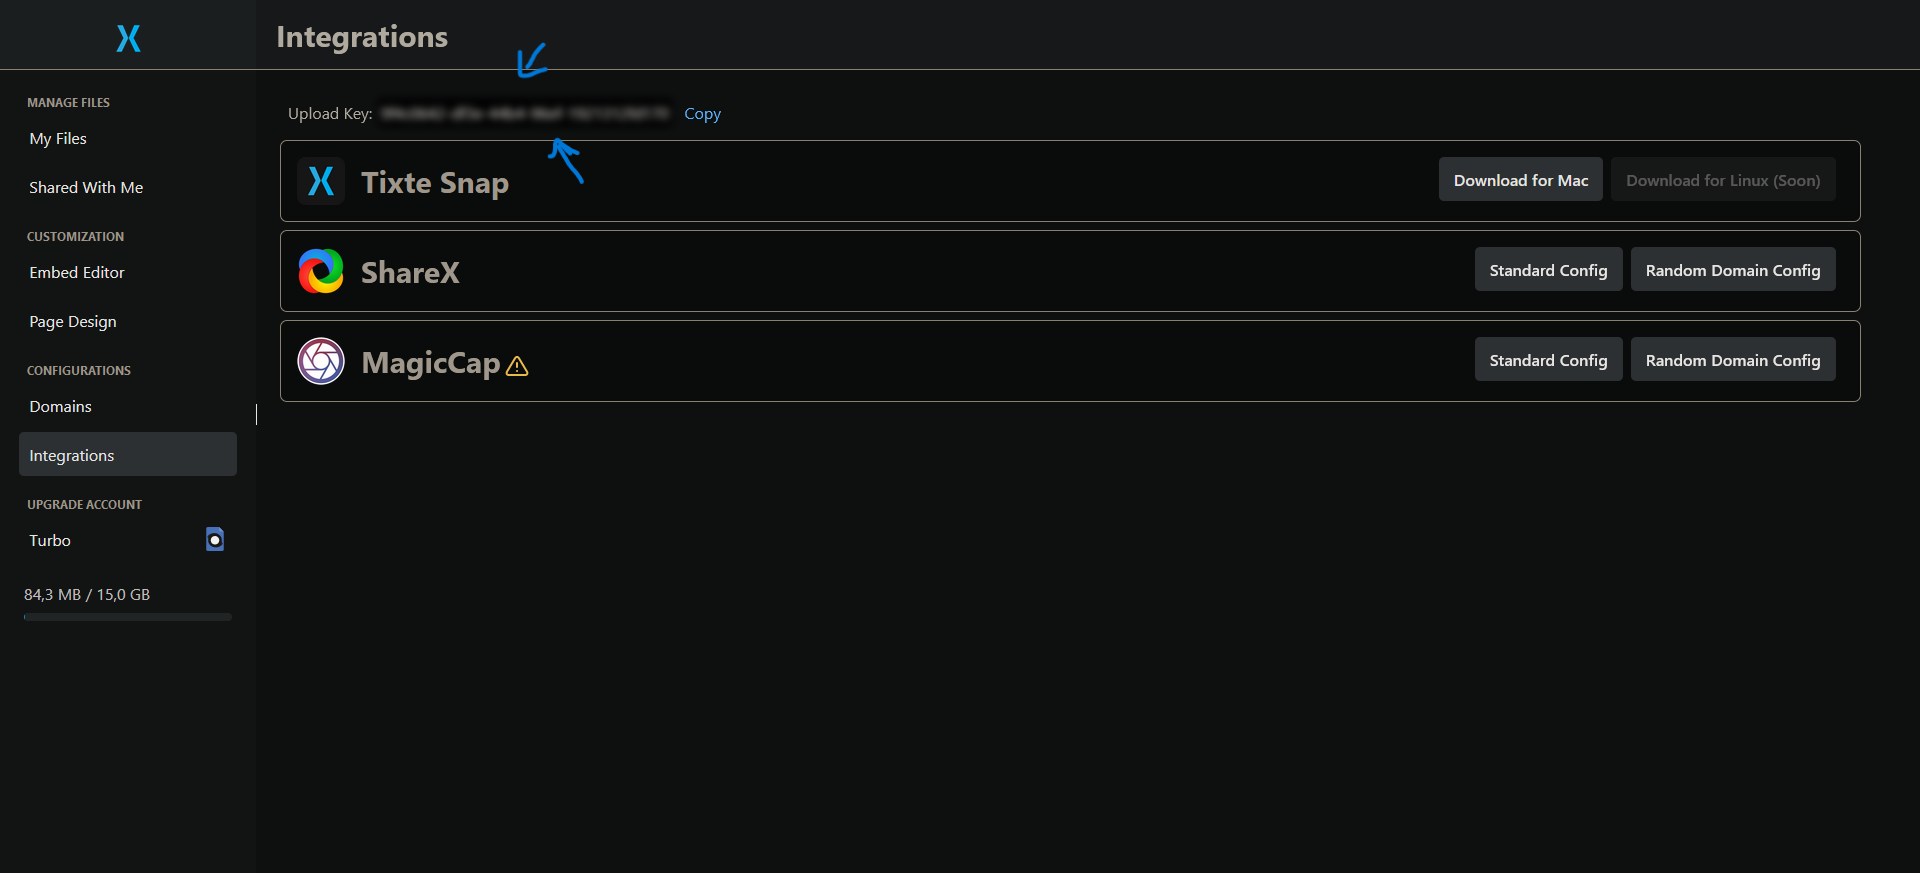 Integrations
MANAGE FILES
My Files
Shared With Me
CUSTOMIZATION
Embed Editor
Page Design
CONFIGURATIONS
Domains
Integrations
UPGRADE ACCOUNT
Turbo
84,3 MB / 15,0 GB
Upload Key: Copy
Tixte Snap Download for Mac Download for Linux (Soon)
ShareX Standard Config Random Domain Config
MagicCap Standard Config Random Domain Config